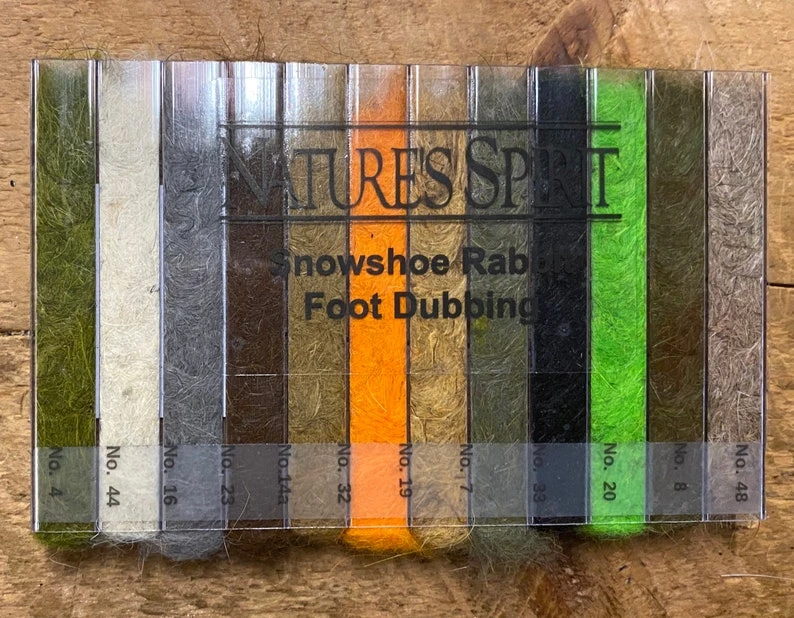 NATURES SPIRIT
Snowshoe Rabbit
Foot Dubbing
No. 4
No. 44
No. 16
No. 23
No.14a
No. 32
No. 19
No. 7
No. 33
No. 20
No. 8
No. 48